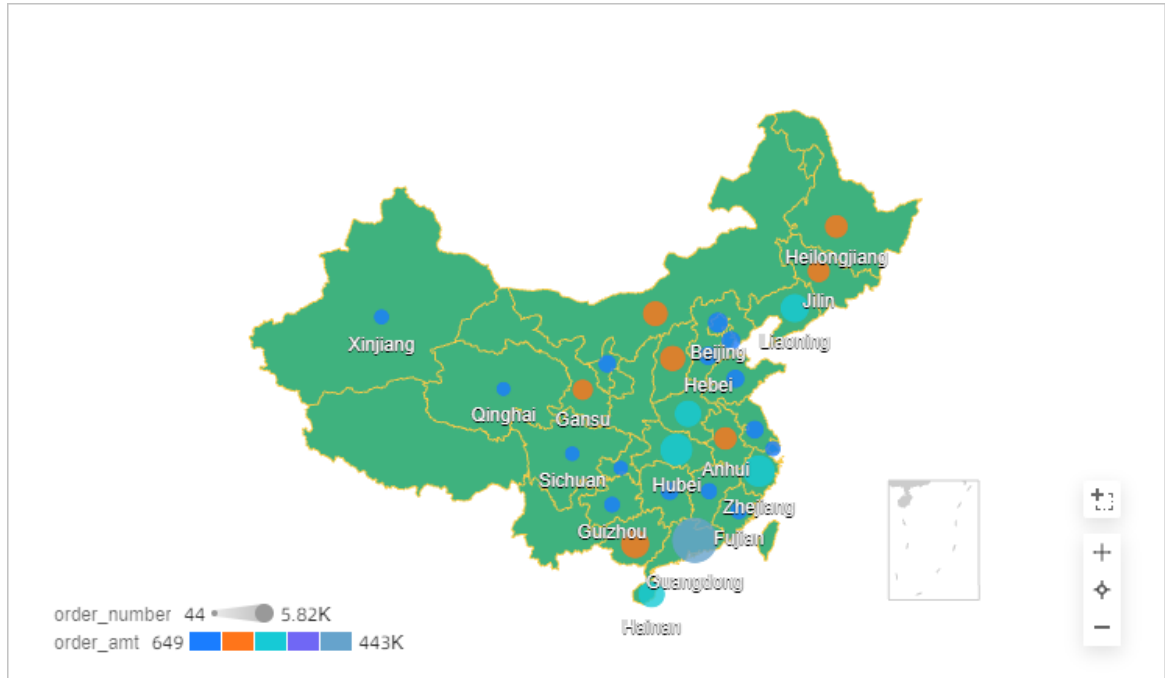 Heilongjiang
Jilin
Liaoning
Xinjiang
Beijing
Hebei
Qinghai
Gansu
Anhui
Sichuan
Hubei
Zhejiang
Guizhou
Fujian
Guangdong
Hainan
order_number 44 5.82K
order_amt 649 443K